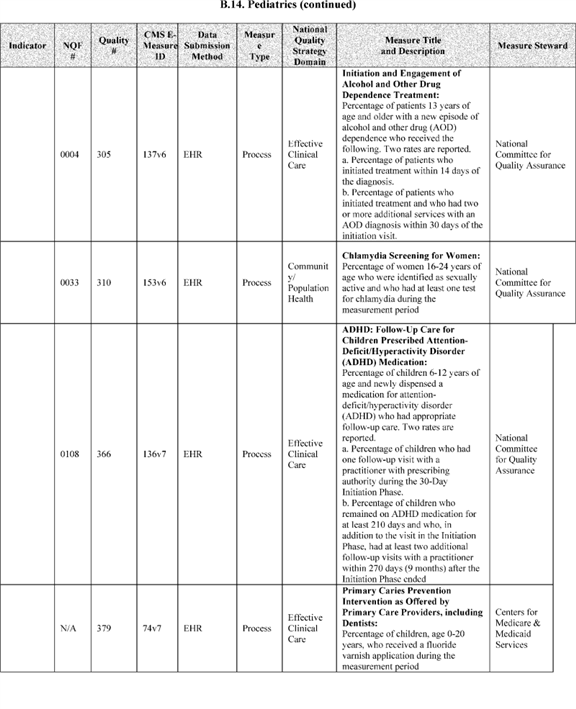 B.14. Pediatrics (continued)
Indicator
NQF
#
Quality
#
CMS E-
Measure
ID
Data
Submission
Method
Measur
e
Type
National
Quality
Strategy
Domain
Measure Title
and Description
Measure Steward
0004
305
137v6
EHR
Process
Effective
Clinical
Care
Initiation and Engagement of
Alcohol and Other Drug
Dependence Treatment:
Percentage of patients 13 years of
age and older with a new episode of
alcohol and other drug (AOD)
dependence who received the
following. Two rates are reported.
a. Percentage of patients who
initiated treatment within 14 days of
the diagnosis.
b. Percentage of patients who
initiated treatment and who had two
or more additional services with an
AOD diagnosis within 30 days of the
initiation visit.
National
Committee for
Quality Assurance
0033
310
153v6
EHR
Process
Communit
y/
Population
Health
Chlamydia Screening for Women:
Percentage of women 16-24 years of
age who were identified as sexually
active and who had at least one test
for chlamydia during the
measurement period
National
Committee for
Quality Assurance
0108
366
136v7
EHR
Process
Effective
Clinical
Care
ADHD: Follow-Up Care for
Children Prescribed Attention-
Deficit/Hyperactivity Disorder
(ADHD) Medication:
Percentage of children 6-12 years of
age and newly dispensed a
medication for attention-
deficit/hyperactivity disorder
(ADHD) who had appropriate
follow-up care. Two rates are
reported.
a. Percentage of children who had
one follow-up visit with a
practitioner with prescribing
authority during the 30-Day
Initiation Phase.
b. Percentage of children who
remained on ADHD medication for
at least 210 days and who, in
addition to the visit in the Initiation
Phase, had at least two additional
follow-up visits with a practitioner
within 270 days (9 months) after the
Initiation Phase ended
National
Committee
for Quality
Assurance
N/A
379
74v7
EHR
Process
Effective
Clinical
Care
Primary Caries Prevention
Intervention as Offered by
Primary Care Providers, including
Dentists:
Percentage of children, age 0-20
years, who received a fluoride
varnish application during the
measurement period
Centers for
Medicare &
Medicaid
Services